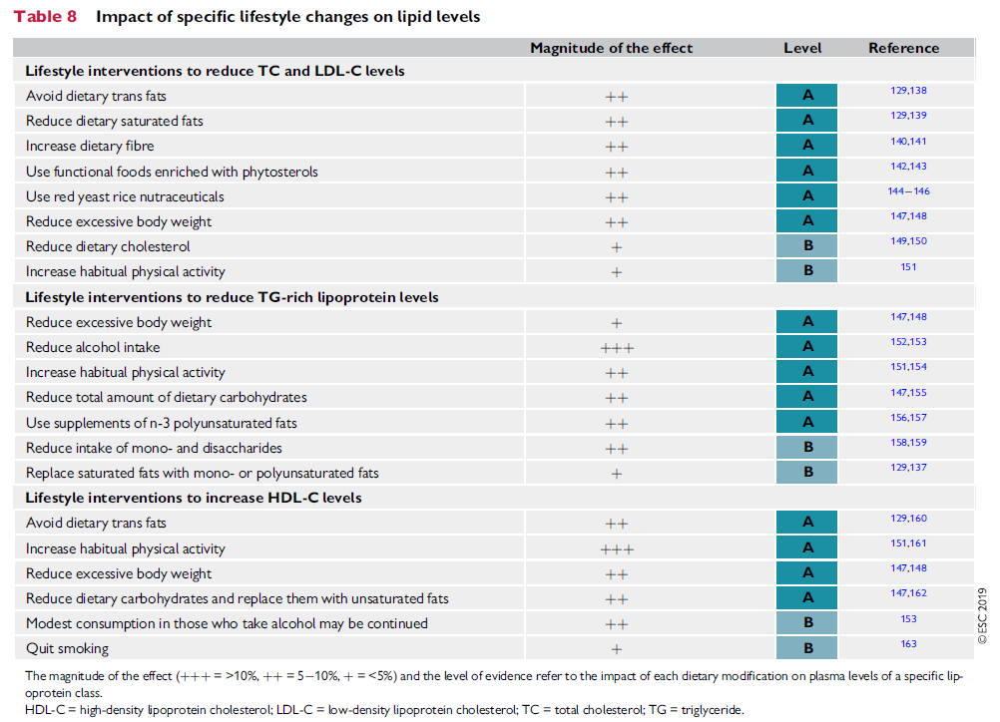 Table 8 Impact of specific lifestyle changes on lipid levels
Magnitude of the effect Level Reference
Lifestyle interventions to reduce TC and LDL-C levels
Avoid dietary trans fats ++ A 129,138
Reduce dietary saturated fats ++ A 129,139
Increase dietary fibre ++ A 140,141
Use functional foods enriched with phytosterols ++ A 142,143
Use red yeast rice nutraceuticals ++ A 144–146
Reduce excessive body weight ++ A 147,148
Reduce dietary cholesterol + B 149,150
Increase habitual physical activity + B 151
Lifestyle interventions to reduce TG-rich lipoprotein levels
Reduce excessive body weight + A 147,148
Reduce alcohol intake +++ A 152,153
Increase habitual physical activity ++ A 151,154
Reduce total amount of dietary carbohydrates ++ A 147,155
Use supplements of n-3 polyunsaturated fats ++ A 156,157
Reduce intake of mono- and disaccharides ++ B 158,159
Replace saturated fats with mono- or polyunsaturated fats + B 129,137
Lifestyle interventions to increase HDL-C levels
Avoid dietary trans fats ++ A 129,160
Increase habitual physical activity +++ A 151,161
Reduce excessive body weight ++ A 147,148
Reduce dietary carbohydrates and replace them with unsaturated fats ++ A 147,162
Modest consumption in those who take alcohol may be continued ++ B 153
Quit smoking + B 163
©ESC 2019
The magnitude of the effect (+++ = >10%, ++ = 5–10%, + = <5%) and the level of evidence refer to the impact of each dietary modification on plasma levels of a specific lip-
oprotein class.
HDL-C = high-density lipoprotein cholesterol; LDL-C = low-density lipoprotein cholesterol; TC = total cholesterol; TG = triglyceride.